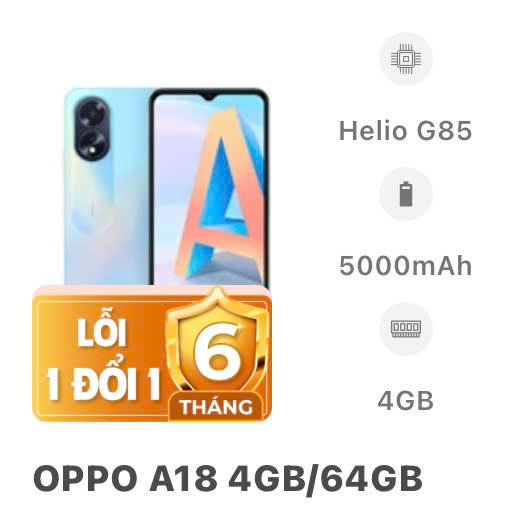 Helio G85
5000mAh
4GB
LỖI
1 ĐỔI 1
6
THÁNG
OPPO A18 4GB/64GB